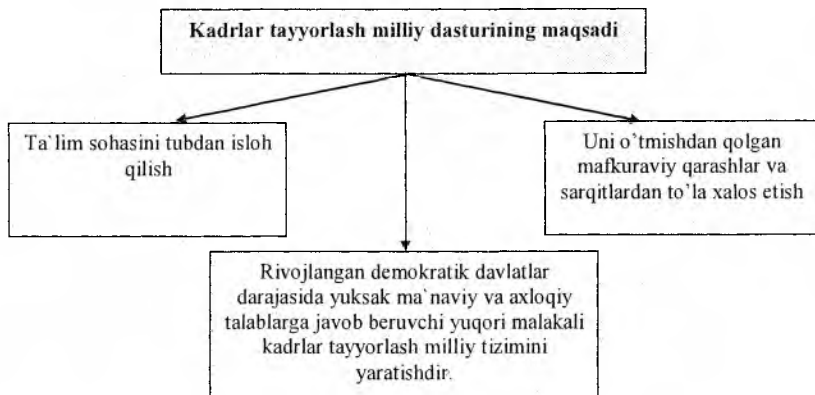 Kadrlar tayyorlash milliy dasturining maqsadi
Ta`lim sohasini tubdan isloh
qilish
Uni o’tmishdan qolgan
mafkuraviy qarashlar va
sarqitlardan to’la xalos etish
Rivojlangan demokratik davlatlar
darajasida yuksak ma`naviy va axloqiy
talablarga javob beruvchi yuqori malakali
kadrlar tayyorlash milliy tizimini
yaratishdir.